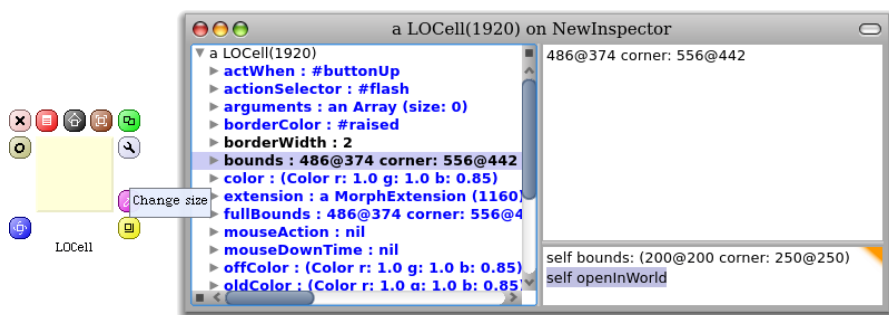 a LOCell(1920) on NewInspector
a LOCell(1920)
actWhen : #buttonUp
actionSelector : #flash
arguments : an Array (size: 0)
borderColor : #raised
borderWidth : 2
bounds : 486@374 corner: 556@442
color : (Color r: 1.0 g: 1.0 b: 0.85)
extension : a MorphExtension (1160)
fullBounds : 486@374 corner: 556@4
mouseAction : nil
mouseDownTime : nil
offColor : (Color r: 1.0 g: 1.0 b: 0.85)
oldColor : (Color r: 1.0 g: 1.0 b: 0.85)
486@374 corner: 556@442
self bounds: (200@200 corner: 250@250)
self openInWorld
Change size
LOCell